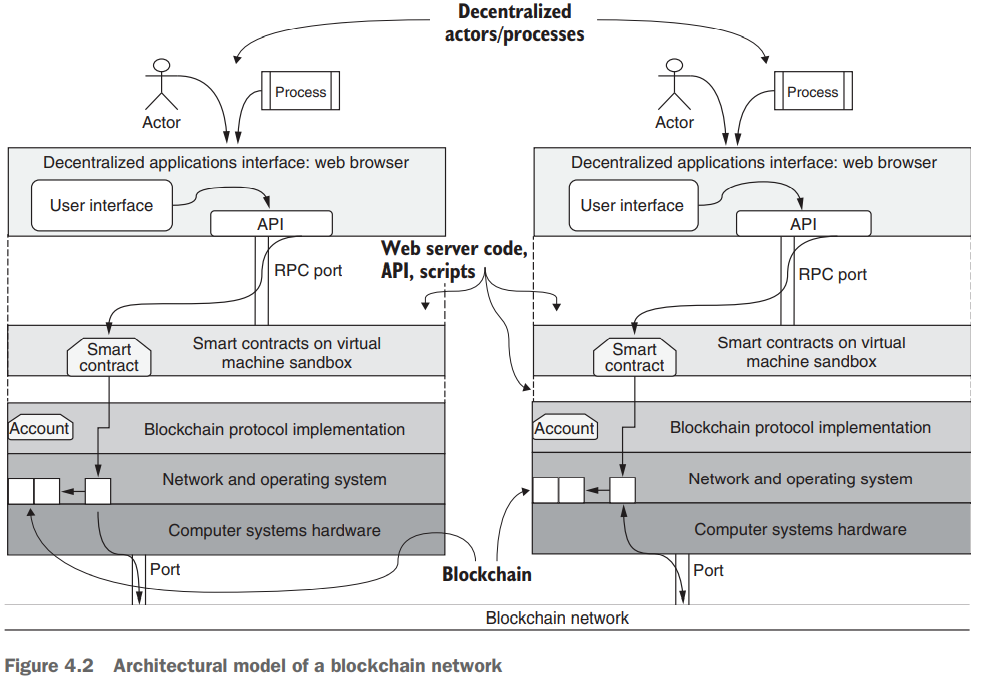 Decentralized
actors/processes
Process
Process
Actor
Actor
Decentralized applications interface: web browser
Decentralized applications interface: web browser
User interface
API
User interface
API
Web server code,
API, scripts
RPC port
RPC port
Smart
contract
Smart contracts on virtual
machine sandbox
Smart
contract
Smart contracts on virtual
machine sandbox
Account
Blockchain protocol implementation
Account
Blockchain protocol implementation
Network and operating system
Network and operating system
Computer systems hardware
Computer systems hardware
Port
Blockchain
Port
Blockchain network
Figure 4.2 Architectural model of a blockchain network